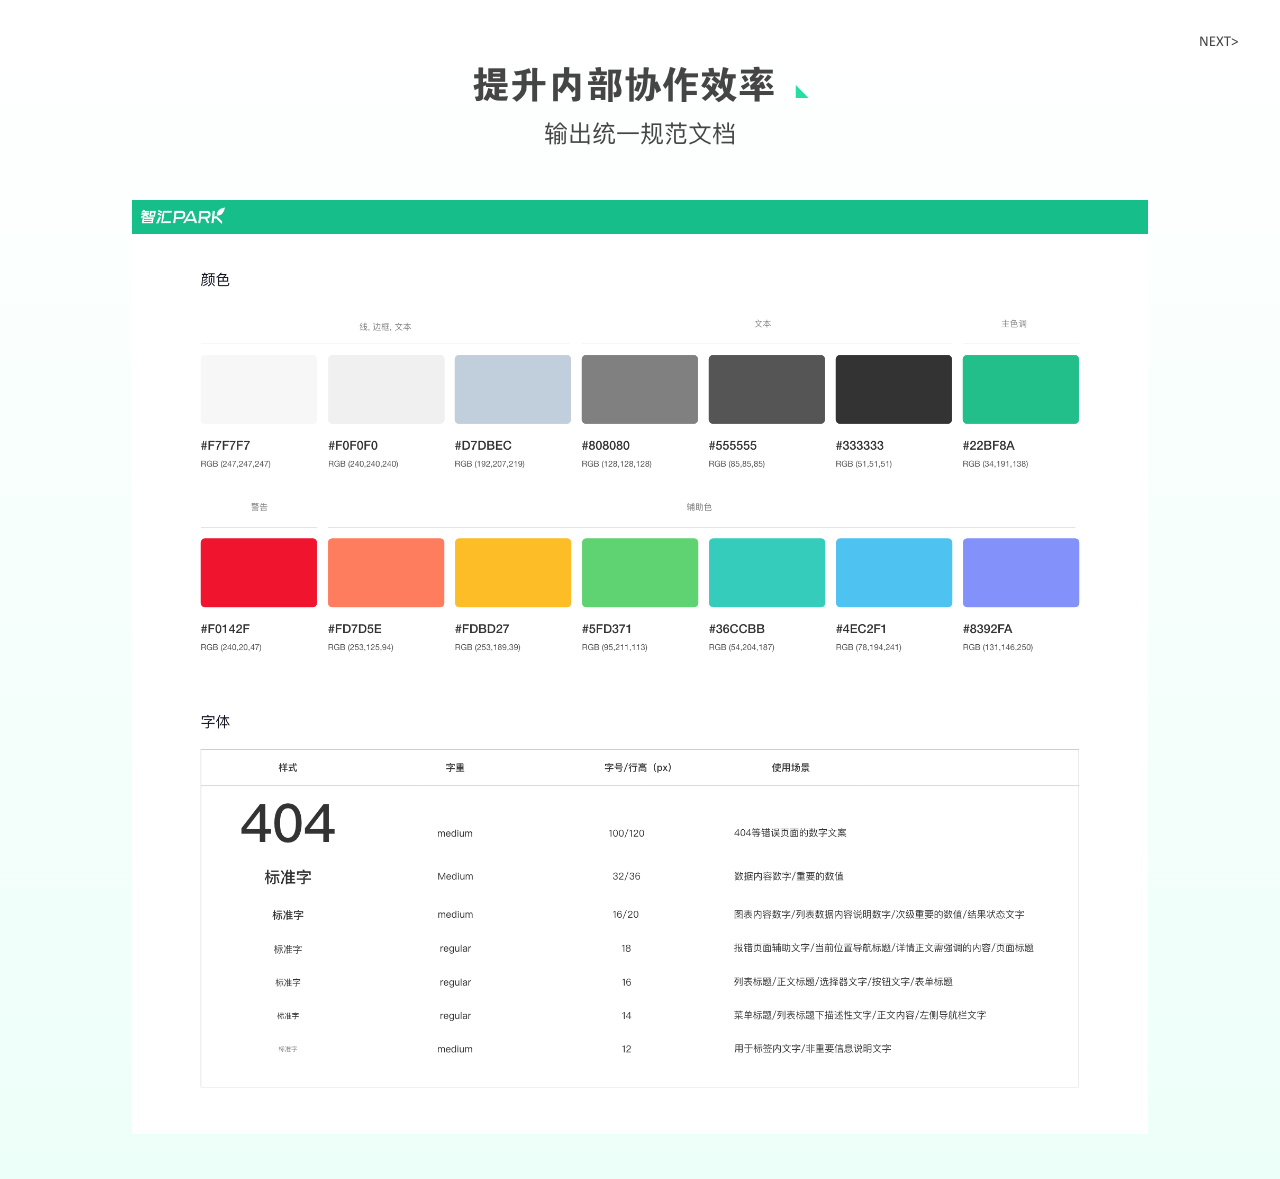 NEXT>
提升内部协作效率
输出统一规范文档
智汇PARK
颜色
线, 边框, 文本 文本 主色调
#F7F7F7 #F0F0F0 #D7DBEC #808080 #555555 #333333 #22BF8A
RGB (247,247,247) RGB (240,240,240) RGB (192,207,219) RGB (128,128,128) RGB (85,85,85) RGB (51,51,51) RGB (34,191,138)
警告 辅助色
#F0142F #FD7D5E #FDBD27 #5FD371 #36CCBB #4EC2F1 #8392FA
RGB (240,20,47) RGB (253,125,94) RGB (253,189,39) RGB (95,211,113) RGB (54,204,187) RGB (78,194,241) RGB (131,146,250)
字体
样式 字重 字号/行高（px） 使用场景
404 medium 100/120 404等错误页面的数字文案
标准字 Medium 32/36 数据内容数字/重要的数值
标准字 medium 16/20 图表内容数字/列表数据内容说明数字/次级重要的数值/结果状态文字
标准字 regular 18 报错页面辅助文字/当前位置导航标题/详情正文需强调的内容/页面标题
标准字 regular 16 列表标题/正文标题/选择器文字/按钮文字/表单标题
标准字 regular 14 菜单标题/列表标题下描述性文字/正文内容/左侧导航栏文字
标准字 medium 12 用于标签内文字/非重要信息说明文字